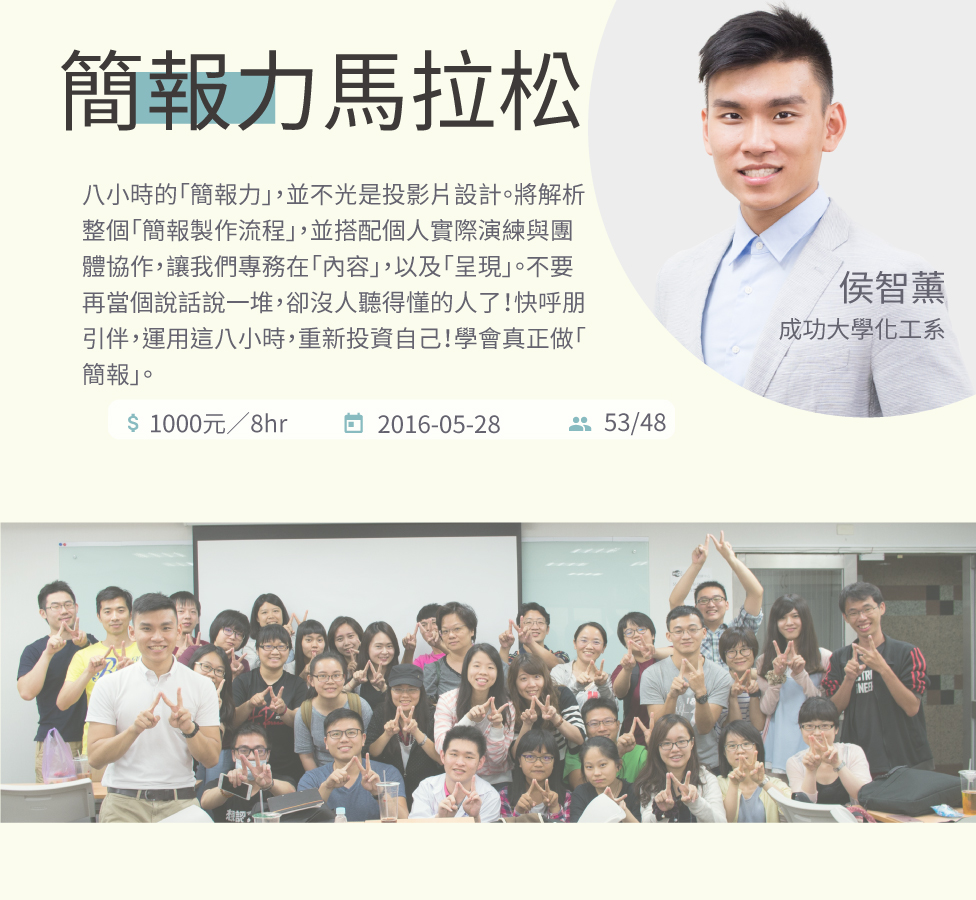 簡報力馬拉松
八小時的「簡報力」，並不光是投影片設計。將解析
整個「簡報製作流程」，並搭配個人實際演練與團
體協作，讓我們專務在「內容」，以及「呈現」。不要
再當個說話說一堆，卻沒人聽得懂的人了！快呼朋
引伴，運用這八小時，重新投資自己！學會真正做「
簡報」。
侯智薰
成功大學化工系
$ 1000元／8hr
2016-05-28
53/48